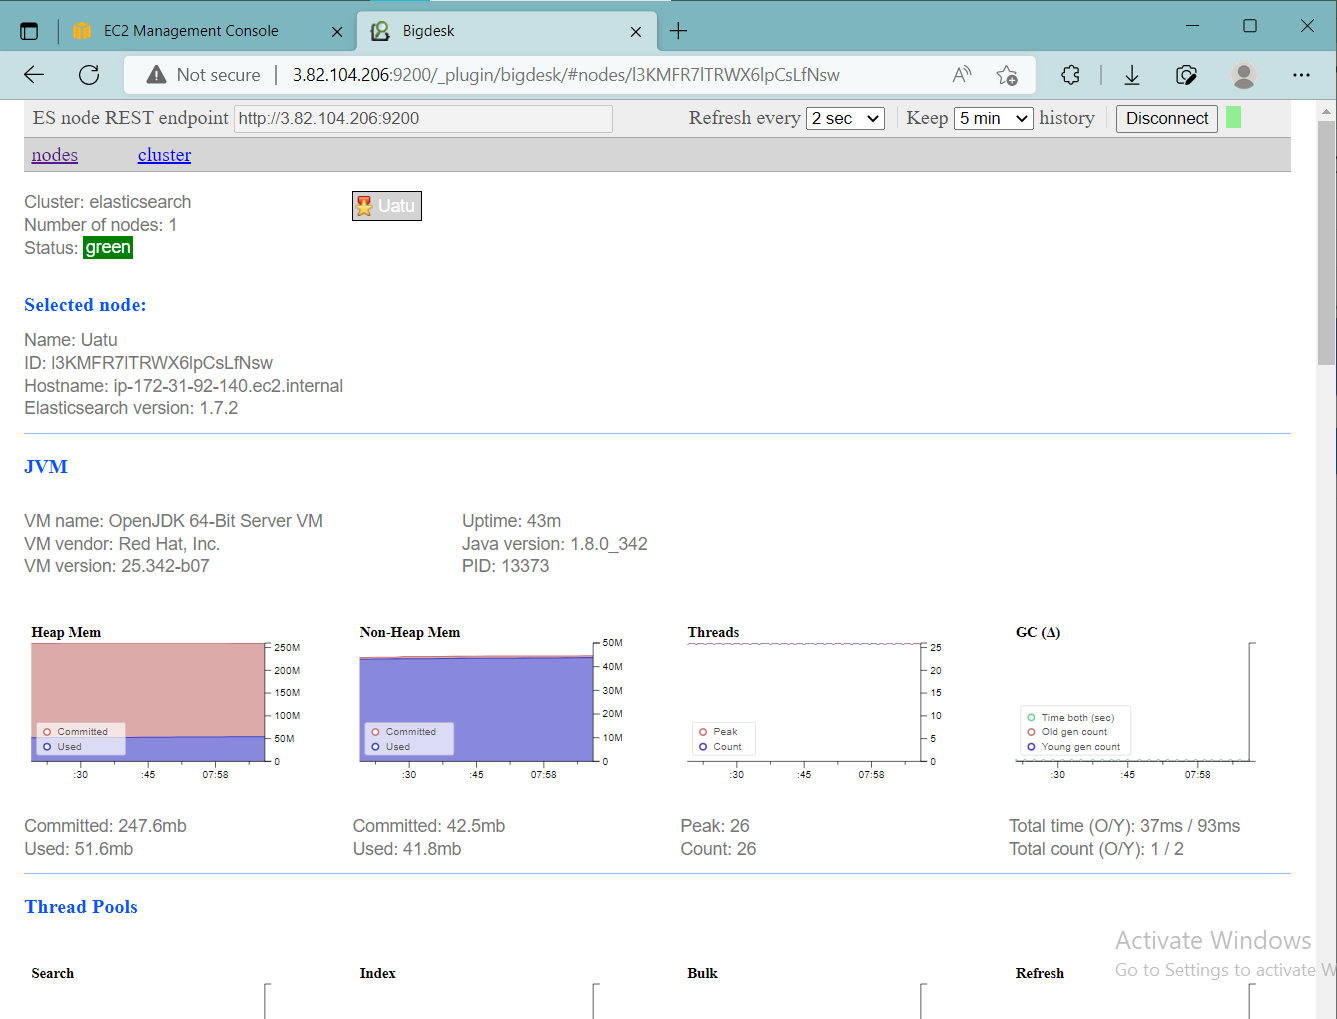 EC2 Management Console
Bigdesk
Not secure
3.82.104.206:9200/_plugin/bigdesk/#nodes/l3KMFR7lTRWX6lpCsLfNsw
ES node REST endpoint http://3.82.104.206:9200 Refresh every 2 sec Keep 5 min history Disconnect
nodes cluster
Cluster: elasticsearch
Number of nodes: 1
Status: green
Uatu
Selected node:
Name: Uatu
ID: l3KMFR7lTRWX6lpCsLfNsw
Hostname: ip-172-31-92-140.ec2.internal
Elasticsearch version: 1.7.2
JVM
VM name: OpenJDK 64-Bit Server VM
VM vendor: Red Hat, Inc.
VM version: 25.342-b07
Uptime: 43m
Java version: 1.8.0_342
PID: 13373
Heap Mem
250M
200M
150M
100M
50M
0
Committed
Used
:30 :45 07:58
Committed: 247.6mb
Used: 51.6mb
Non-Heap Mem
50M
40M
30M
20M
10M
0
Committed
Used
:30 :45 07:58
Committed: 42.5mb
Used: 41.8mb
Threads
25
20
15
10
5
0
Peak
Count
:30 :45 07:58
Peak: 26
Count: 26
GC (Δ)
Time both (sec)
Old gen count
Young gen count
:30 :45 07:58
Total time (O/Y): 37ms / 93ms
Total count (O/Y): 1 / 2
Thread Pools
Search Index Bulk Refresh
Activate Windows
Go to Settings to activate W